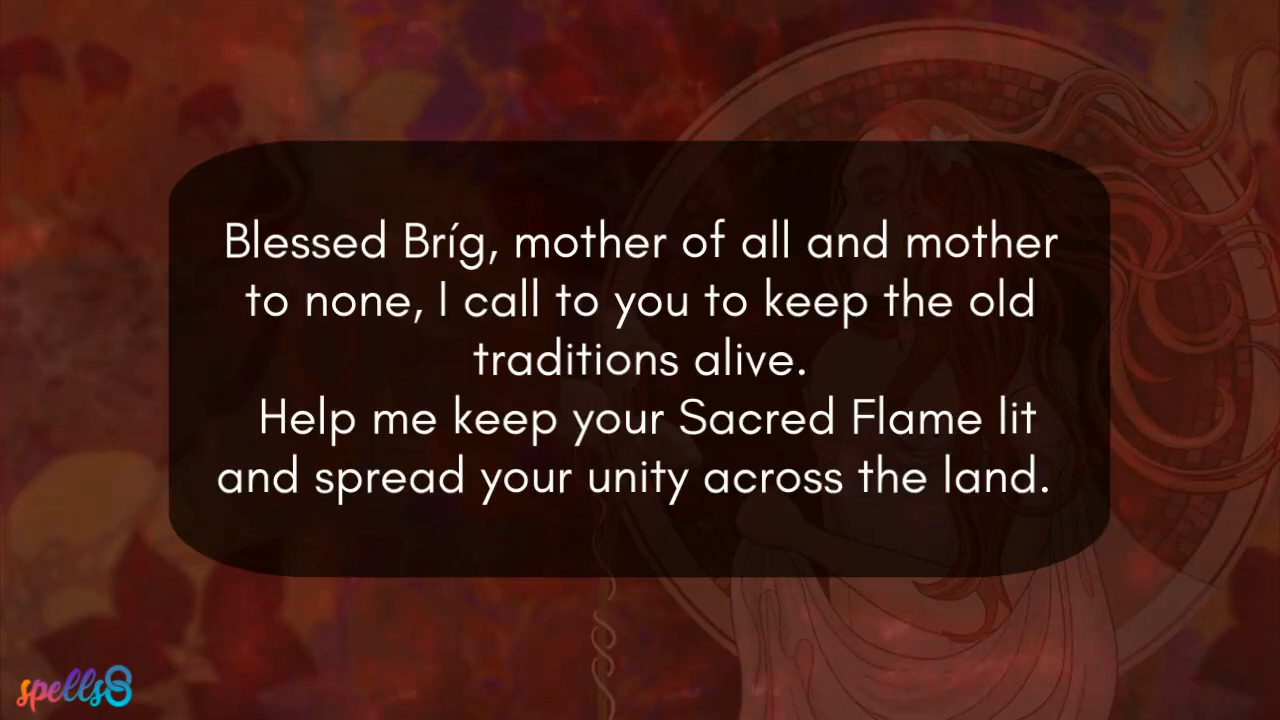 Blessed Bríg, mother of all and mother
to none, I call to you to keep the old
traditions alive.
Help me keep your Sacred Flame lit
and spread your unity across the land.
spells8